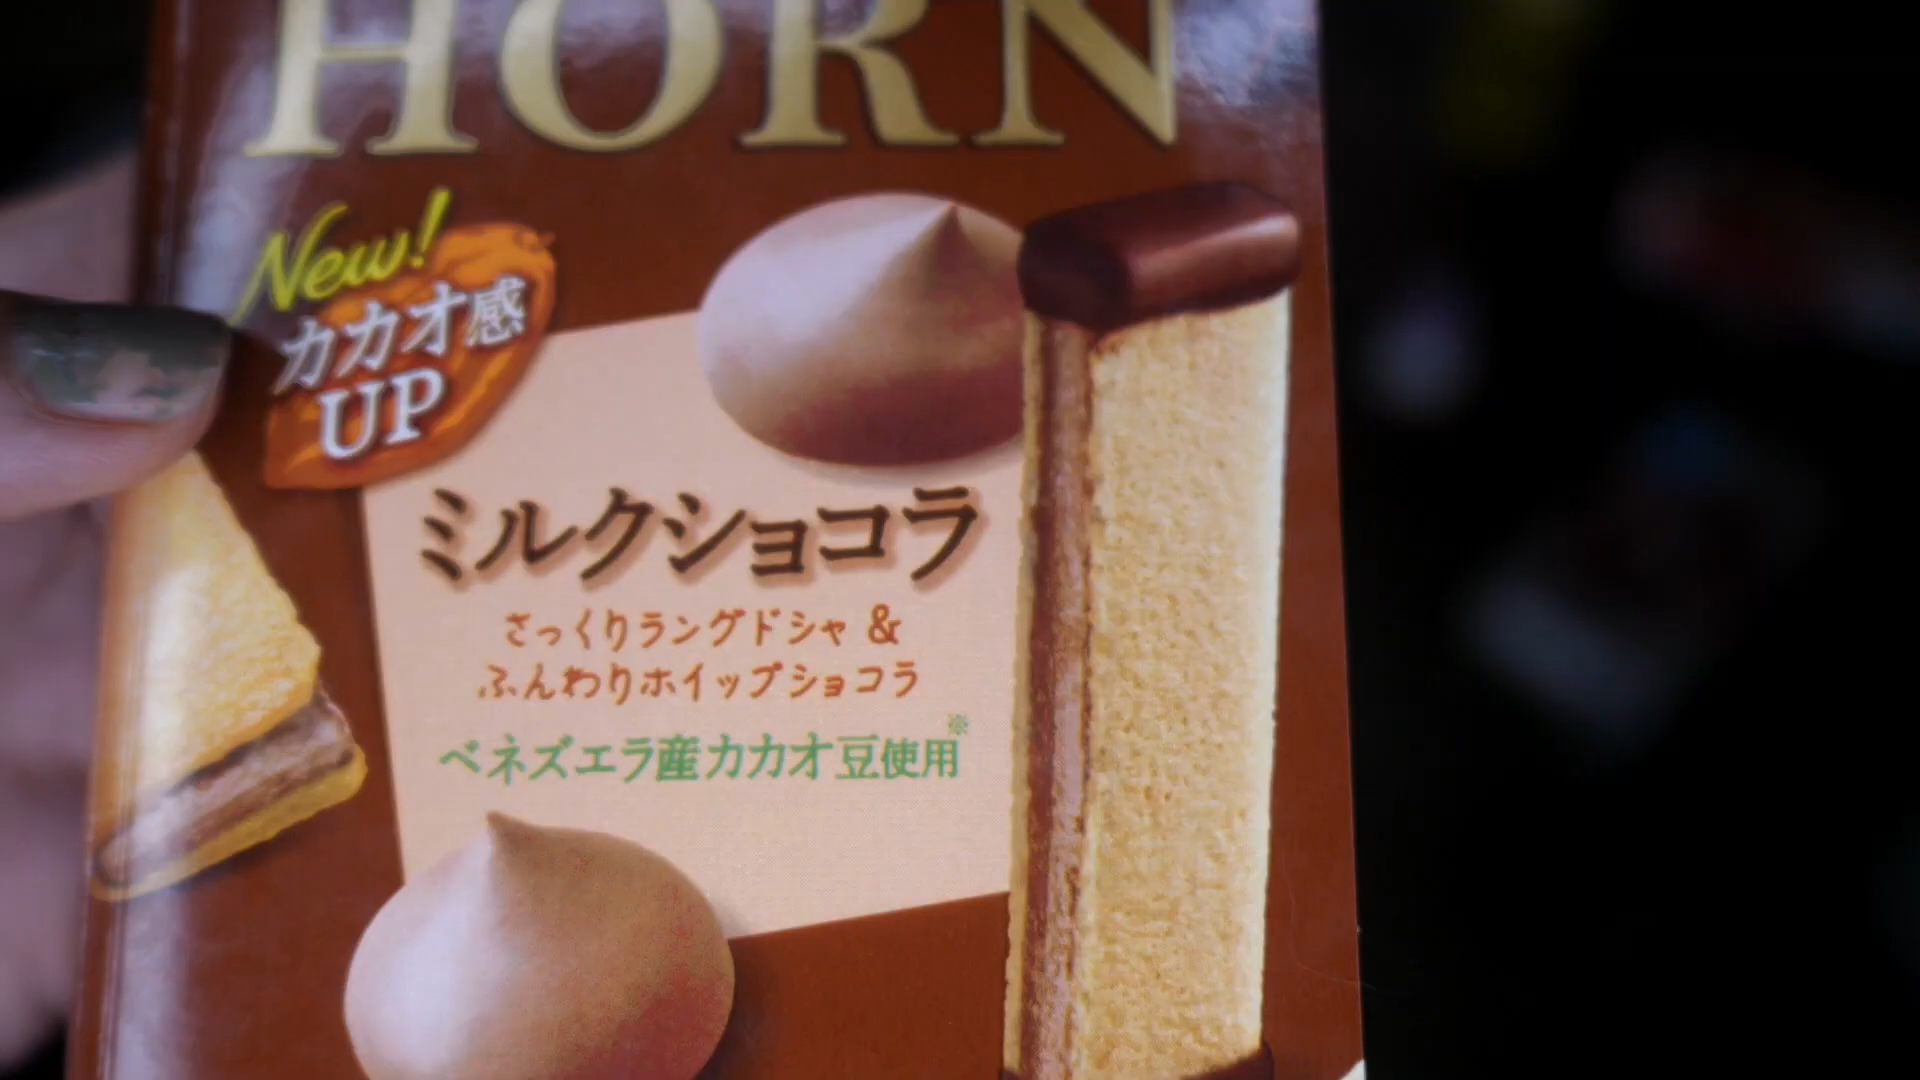 HORN
New!
カカオ感
UP
ミルクショコラ
さっくりラングドシャ &
ふんわりホイップショコラ
ベネズエラ産カカオ豆使用※